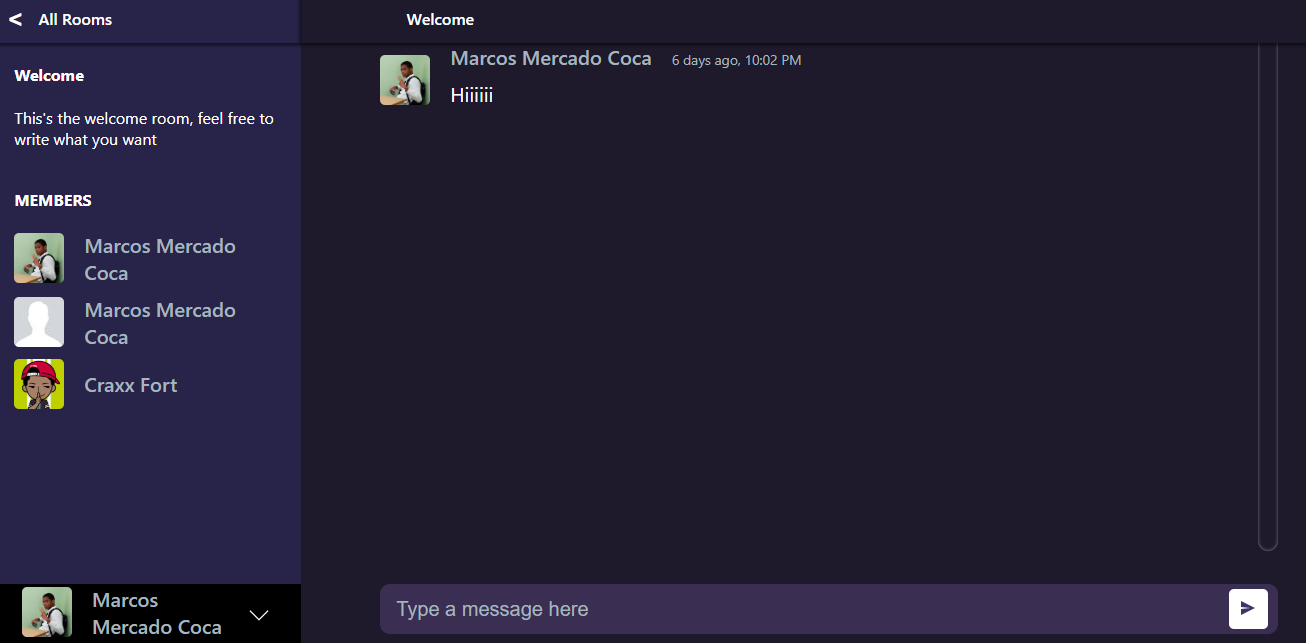 < All Rooms
Welcome
This's the welcome room, feel free to
write what you want
MEMBERS
Marcos Mercado
Coca
Marcos Mercado
Coca
Craxx Fort
Marcos
Mercado Coca
Welcome
Marcos Mercado Coca 6 days ago, 10:02 PM
Hiiiiii
Type a message here